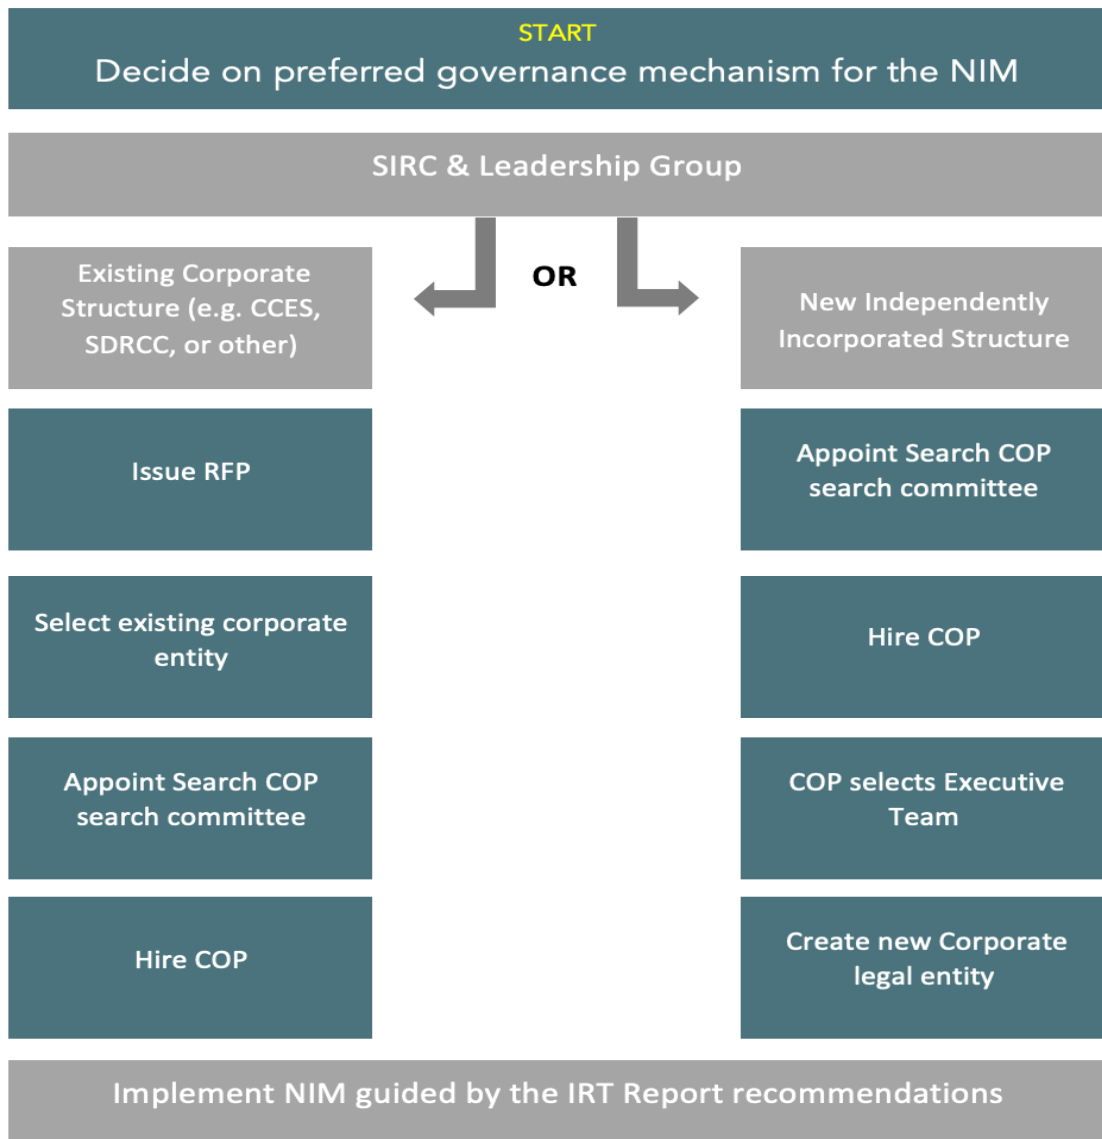 START
Decide on preferred governance mechanism for the NIM
SIRC & Leadership Group
OR
Existing Corporate
Structure (e.g. CCES,
SDRCC, or other)
Issue RFP
Select existing corporate
entity
Appoint Search COP
search committee
Hire COP
New Independently
Incorporated Structure
Appoint Search COP
search committee
Hire COP
COP selects Executive
Team
Create new Corporate
legal entity
Implement NIM guided by the IRT Report recommendations